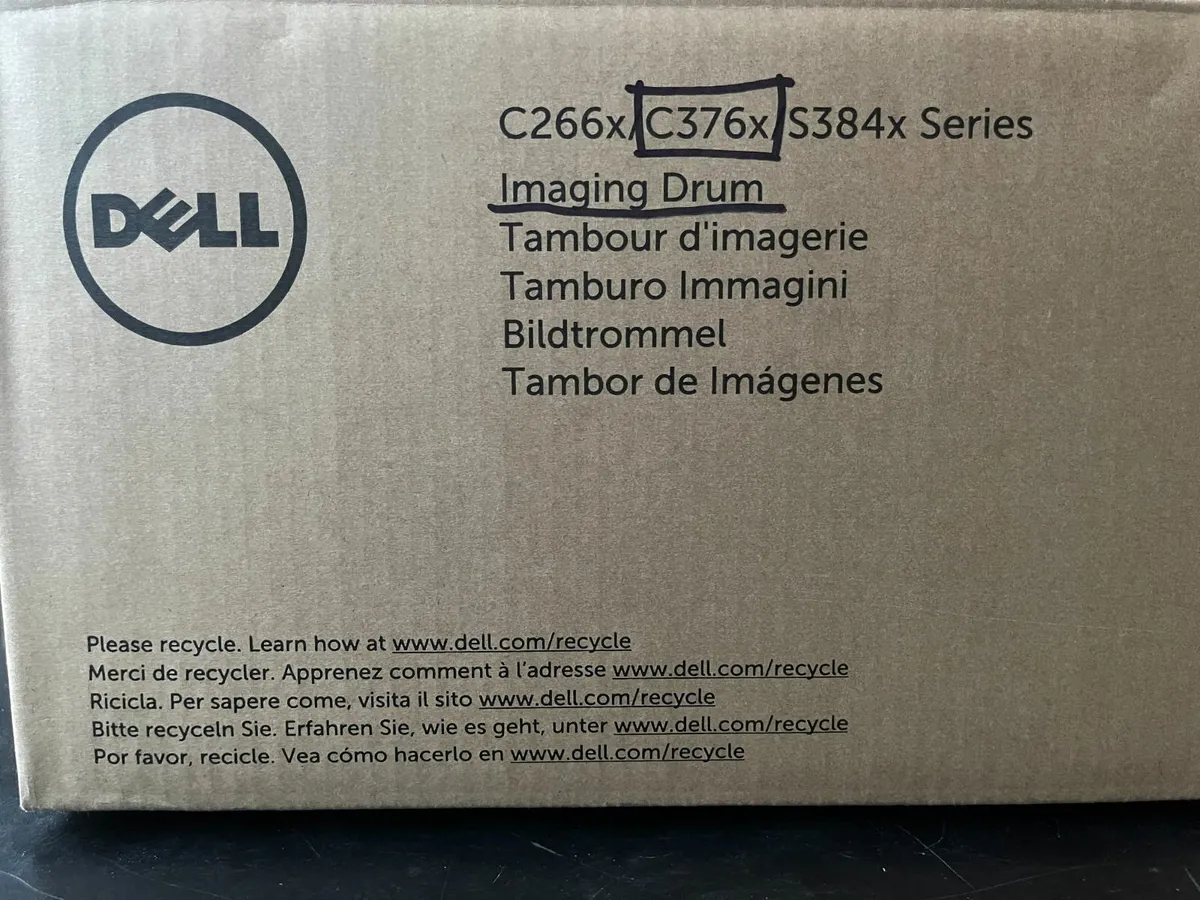 DELL
C266x/C376x/S384x Series
Imaging Drum
Tambour d'imagerie
Tamburo Immagini
Bildtrommel
Tambor de Imágenes
Please recycle. Learn how at www.dell.com/recycle
Merci de recycler. Apprenez comment à l'adresse www.dell.com/recycle
Ricicla. Per sapere come, visita il sito www.dell.com/recycle
Bitte recyceln Sie. Erfahren Sie, wie es geht, unter www.dell.com/recycle
Por favor, recicle. Vea cómo hacerlo en www.dell.com/recycle